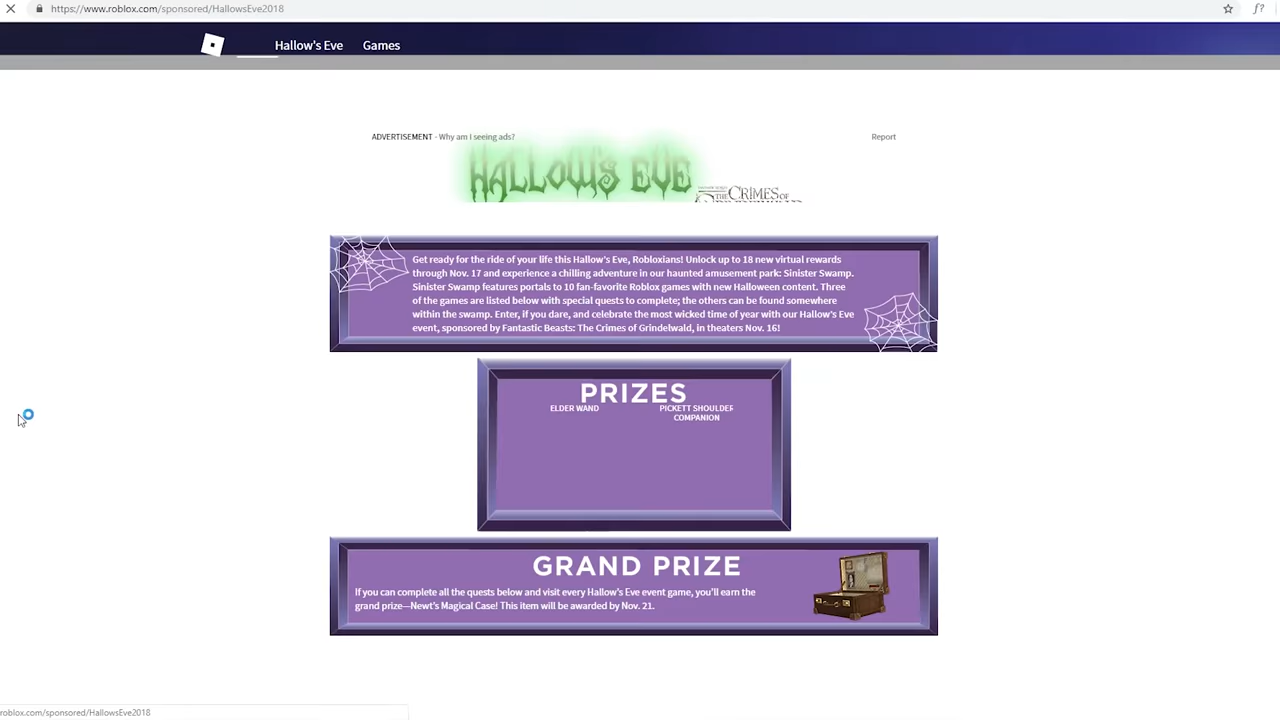 https://www.roblox.com/sponsored/HallowsEve2018
f?
Hallow's Eve
Games
ADVERTISEMENT - Why am I seeing ads?
Report
HALLOW'S EVE
THE CRIMES OF
Get ready for the ride of your life this Hallow's Eve, Robloxians! Unlock up to 18 new virtual rewards
through Nov. 17 and experience a chilling adventure in our haunted amusement park: Sinister Swamp.
Sinister Swamp features portals to 10 fan-favorite Roblox games with new Halloween content. Three
of the games are listed below with special quests to complete; the others can be found somewhere
within the swamp. Enter, if you dare, and celebrate the most wicked time of year with our Hallow's Eve
event, sponsored by Fantastic Beasts: The Crimes of Grindelwald, in theaters Nov. 16!
PRIZES
ELDER WAND
PICKETT SHOULDER
COMPANION
GRAND PRIZE
If you can complete all the quests below and visit every Hallow's Eve event game, you'll earn the
grand prize—Newt's Magical Case! This item will be awarded by Nov. 21.
roblox.com/sponsored/HallowsEve2018